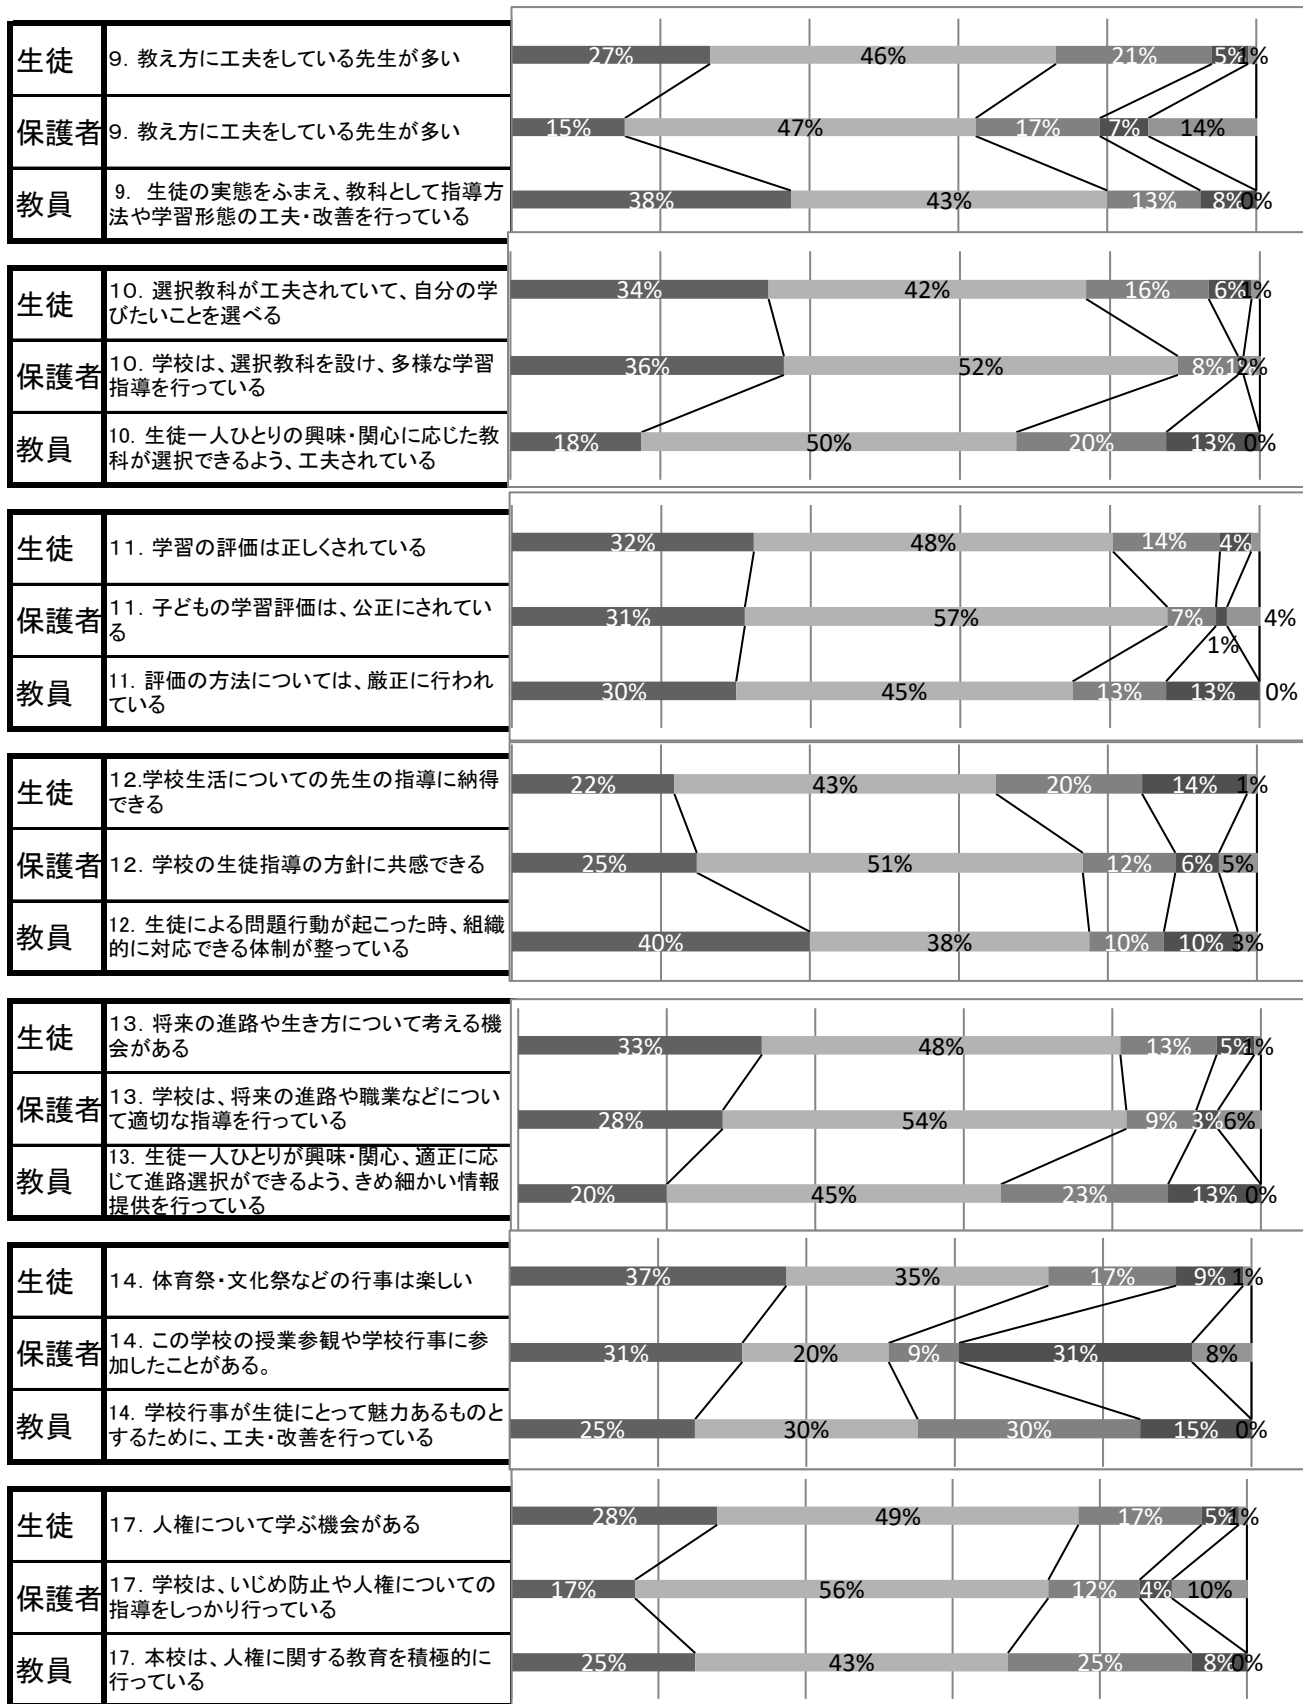 生徒
9．教え方に工夫をしている先生が多い
27% 46% 21% 5% 1%
保護者
９．教え方に工夫をしている先生が多い
15% 47% 17% 7% 14%
教員
9． 生徒の実態をふまえ、教科として指導方
法や学習形態の工夫・改善を行っている
38% 43% 13% 8% 0%
生徒
10．選択教科が工夫されていて、自分の学
びたいことを選べる
34% 42% 16% 6% 1%
保護者
１０．学校は、選択教科を設け、多様な学習
指導を行っている
36% 52% 8% 1% 2%
教員
10．生徒一人ひとりの興味・関心に応じた教
科が選択できるよう、工夫されている
18% 50% 20% 13% 0%
生徒
11．学習の評価は正しくされている
32% 48% 14% 4%
保護者
１１．子どもの学習評価は、公正にされてい
る
31% 57% 7% 1% 4%
教員
11．評価の方法については、厳正に行われ
ている
30% 45% 13% 13% 0%
生徒
12.学校生活についての先生の指導に納得
できる
22% 43% 20% 14% 1%
保護者
１２．学校の生徒指導の方針に共感できる
25% 51% 12% 6% 5%
教員
12．生徒による問題行動が起こった時、組織
的に対応できる体制が整っている
40% 38% 10% 10% 3%
生徒
13．将来の進路や生き方について考える機
会がある
33% 48% 13% 5% 1%
保護者
１３．学校は、将来の進路や職業などについ
て適切な指導を行っている
28% 54% 9% 3% 6%
教員
13．生徒一人ひとりが興味・関心、適正に応
じて進路選択ができるよう、きめ細かい情報
提供を行っている
20% 45% 23% 13% 0%
生徒
14．体育祭・文化祭などの行事は楽しい
37% 35% 17% 9% 1%
保護者
１４．この学校の授業参観や学校行事に参
加したことがある。
31% 20% 9% 31% 8%
教員
14．学校行事が生徒にとって魅力あるものと
するために、工夫・改善を行っている
25% 30% 30% 15% 0%
生徒
17．人権について学ぶ機会がある
28% 49% 17% 5% 1%
保護者
１７．学校は、いじめ防止や人権についての
指導をしっかり行っている
17% 56% 12% 4% 10%
教員
17．本校は、人権に関する教育を積極的に
行っている
25% 43% 25% 8% 0%